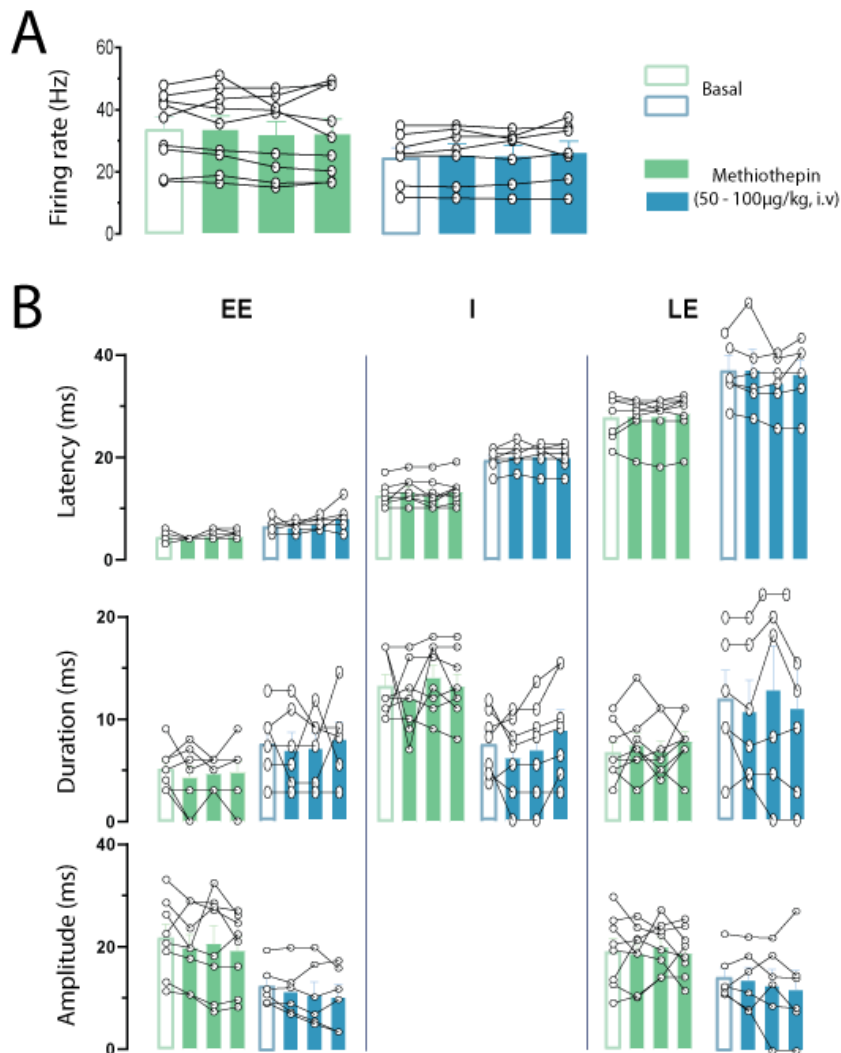 A
Firing rate (Hz)
60
40
20
0
Basal
Methiothepin
(50 - 100µg/kg, i.v)
B
EE
I
LE
Latency (ms)
40
20
0
Duration (ms)
20
10
0
Amplitude (ms)
40
20
0